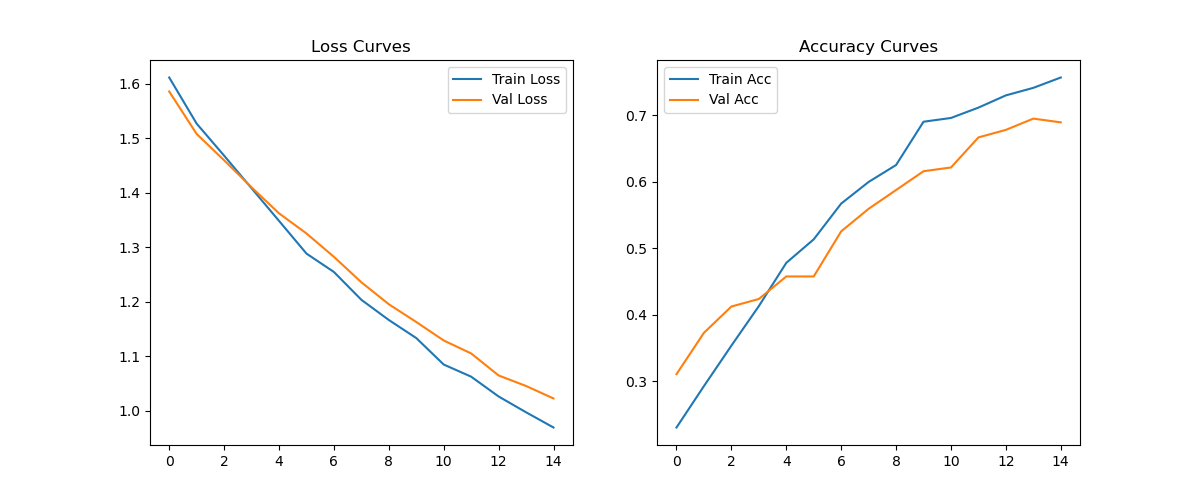 Loss Curves
Train Loss
Val Loss
1.6
1.5
1.4
1.3
1.2
1.1
1.0
0 2 4 6 8 10 12 14
Accuracy Curves
Train Acc
Val Acc
0.7
0.6
0.5
0.4
0.3
0 2 4 6 8 10 12 14